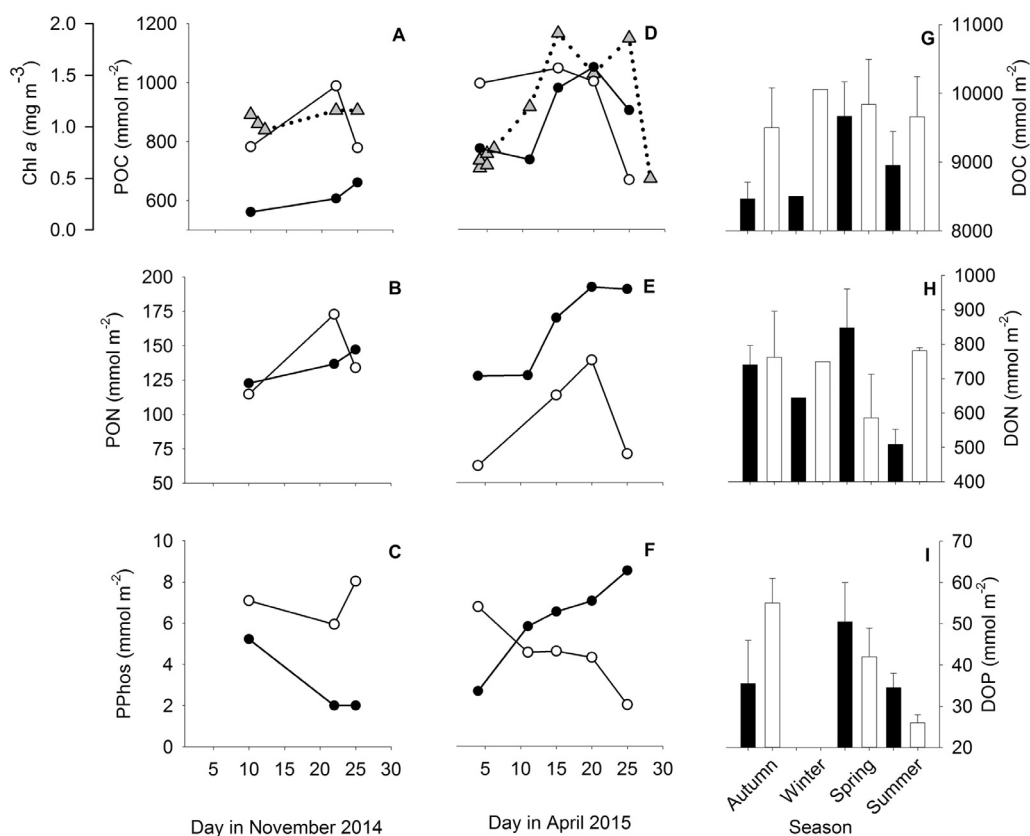 Chl a (mg m⁻³)
2.0
1.5
1.0
0.5
0.0
POC (mmol m⁻²)
1200
1000
800
600
A
D
G
11000
10000
9000
8000
DOC (mmol m⁻²)
PON (mmol m⁻²)
200
175
150
125
100
75
50
B
E
H
1000
900
800
700
600
500
400
DON (mmol m⁻²)
PPhos (mmol m⁻²)
10
8
6
4
2
0
C
F
I
70
60
50
40
30
20
DOP (mmol m⁻²)
5 10 15 20 25 30
5 10 15 20 25 30
Autumn Winter Spring Summer
Day in November 2014
Day in April 2015
Season